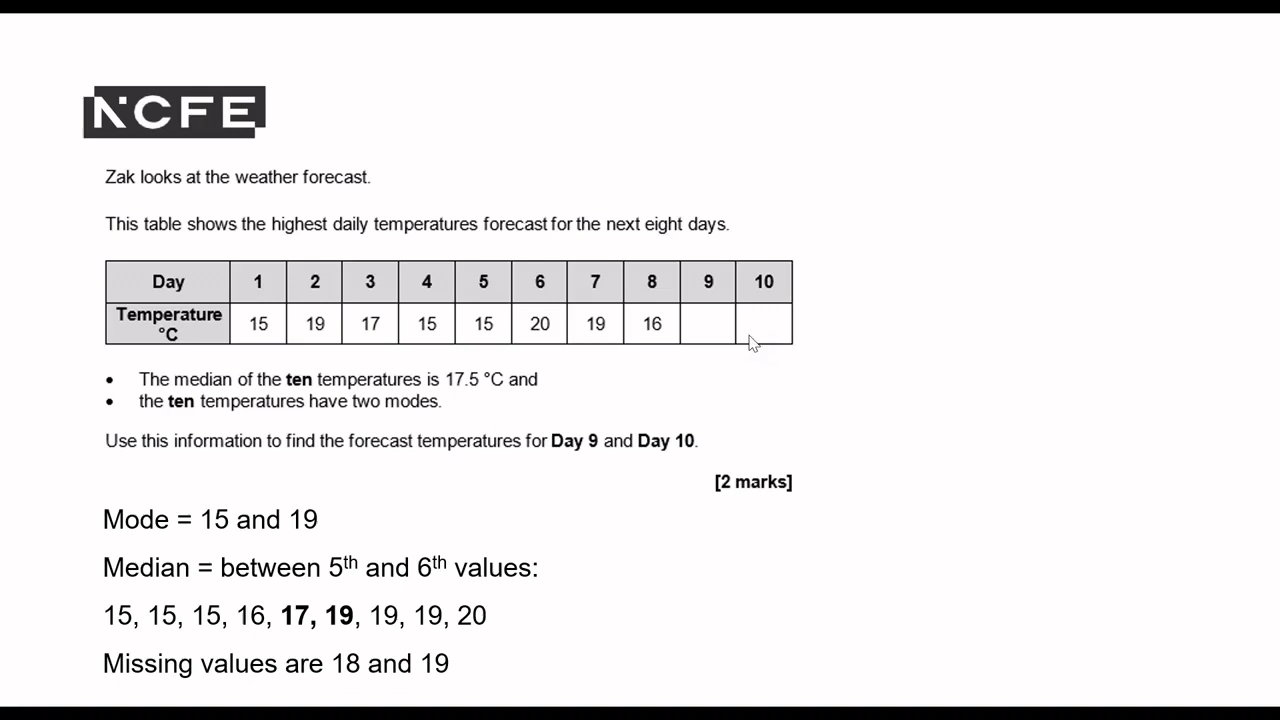 NCFE
Zak looks at the weather forecast.
This table shows the highest daily temperatures forecast for the next eight days.
Day 1 2 3 4 5 6 7 8 9 10
Temperature °C 15 19 17 15 15 20 19 16
• The median of the ten temperatures is 17.5 °C and
• the ten temperatures have two modes.
Use this information to find the forecast temperatures for Day 9 and Day 10.
[2 marks]
Mode = 15 and 19
Median = between 5th and 6th values:
15, 15, 15, 16, 17, 19, 19, 19, 20
Missing values are 18 and 19